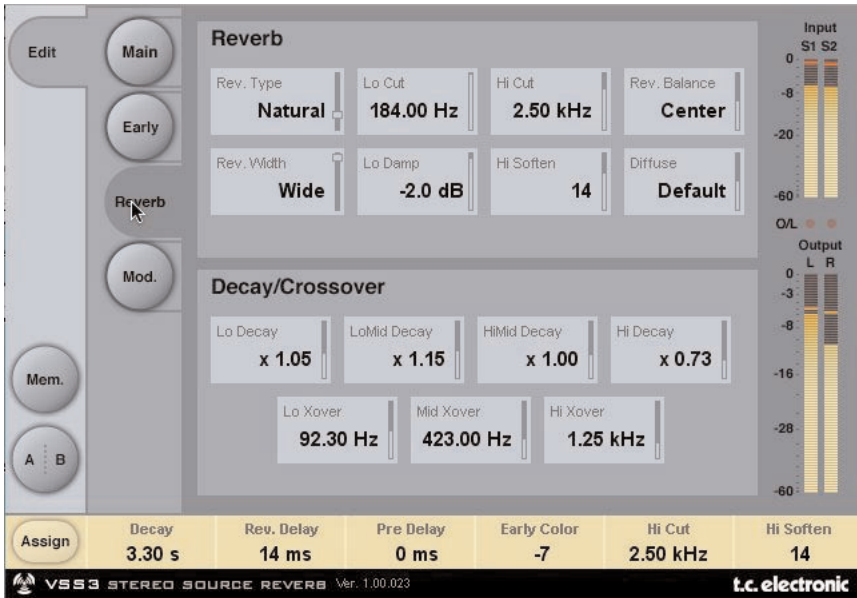 Edit
Main
Early
Reverb
Mod.
Mem.
A B
Reverb
Rev. Type Lo Cut Hi Cut Rev. Balance
Natural 184.00 Hz 2.50 kHz Center
Rev. Width Lo Damp Hi Soften Diffuse
Wide -2.0 dB 14 Default
Decay/Crossover
Lo Decay LoMid Decay HiMid Decay Hi Decay
x 1.05 x 1.15 x 1.00 x 0.73
Lo Xover Mid Xover Hi Xover
92.30 Hz 423.00 Hz 1.25 kHz
Input
S1 S2
0
-8
-20
-60
O/L
Output
L R
0
-3
-8
-16
-28
-60
Assign
Decay Rev. Delay Pre Delay Early Color Hi Cut Hi Soften
3.30 s 14 ms 0 ms -7 2.50 kHz 14
VSS3 STEREO SOURCE REVERB Ver. 1.00.023 t.c. electronic